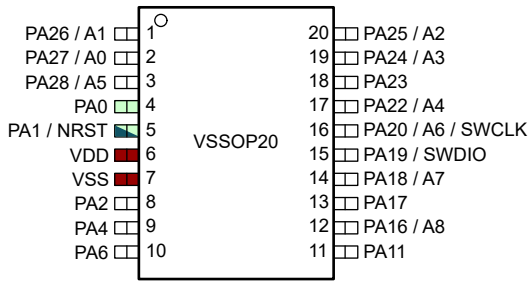 PA26 / A1 1 20 PA25 / A2
PA27 / A0 2 19 PA24 / A3
PA28 / A5 3 18 PA23
PA0 4 17 PA22 / A4
PA1 / NRST 5 16 PA20 / A6 / SWCLK
VSSOP20
VDD 6 15 PA19 / SWDIO
VSS 7 14 PA18 / A7
PA2 8 13 PA17
PA4 9 12 PA16 / A8
PA6 10 11 PA11